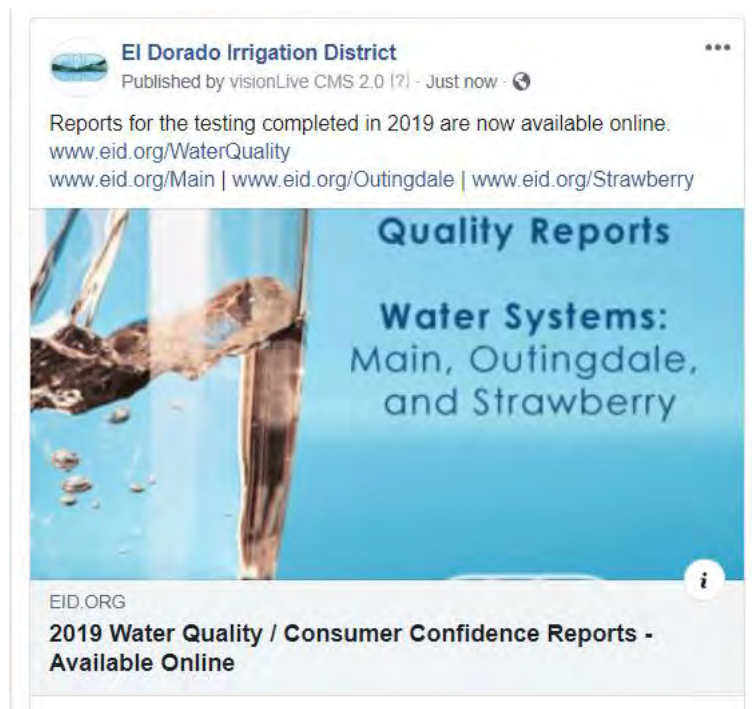 El Dorado Irrigation District
Published by visionLive CMS 2.0 [?] · Just now ·
Reports for the testing completed in 2019 are now available online.
www.eid.org/WaterQuality
www.eid.org/Main | www.eid.org/Outingdale | www.eid.org/Strawberry
Quality Reports
Water Systems:
Main, Outingdale,
and Strawberry
i
EID.ORG
2019 Water Quality / Consumer Confidence Reports -
Available Online